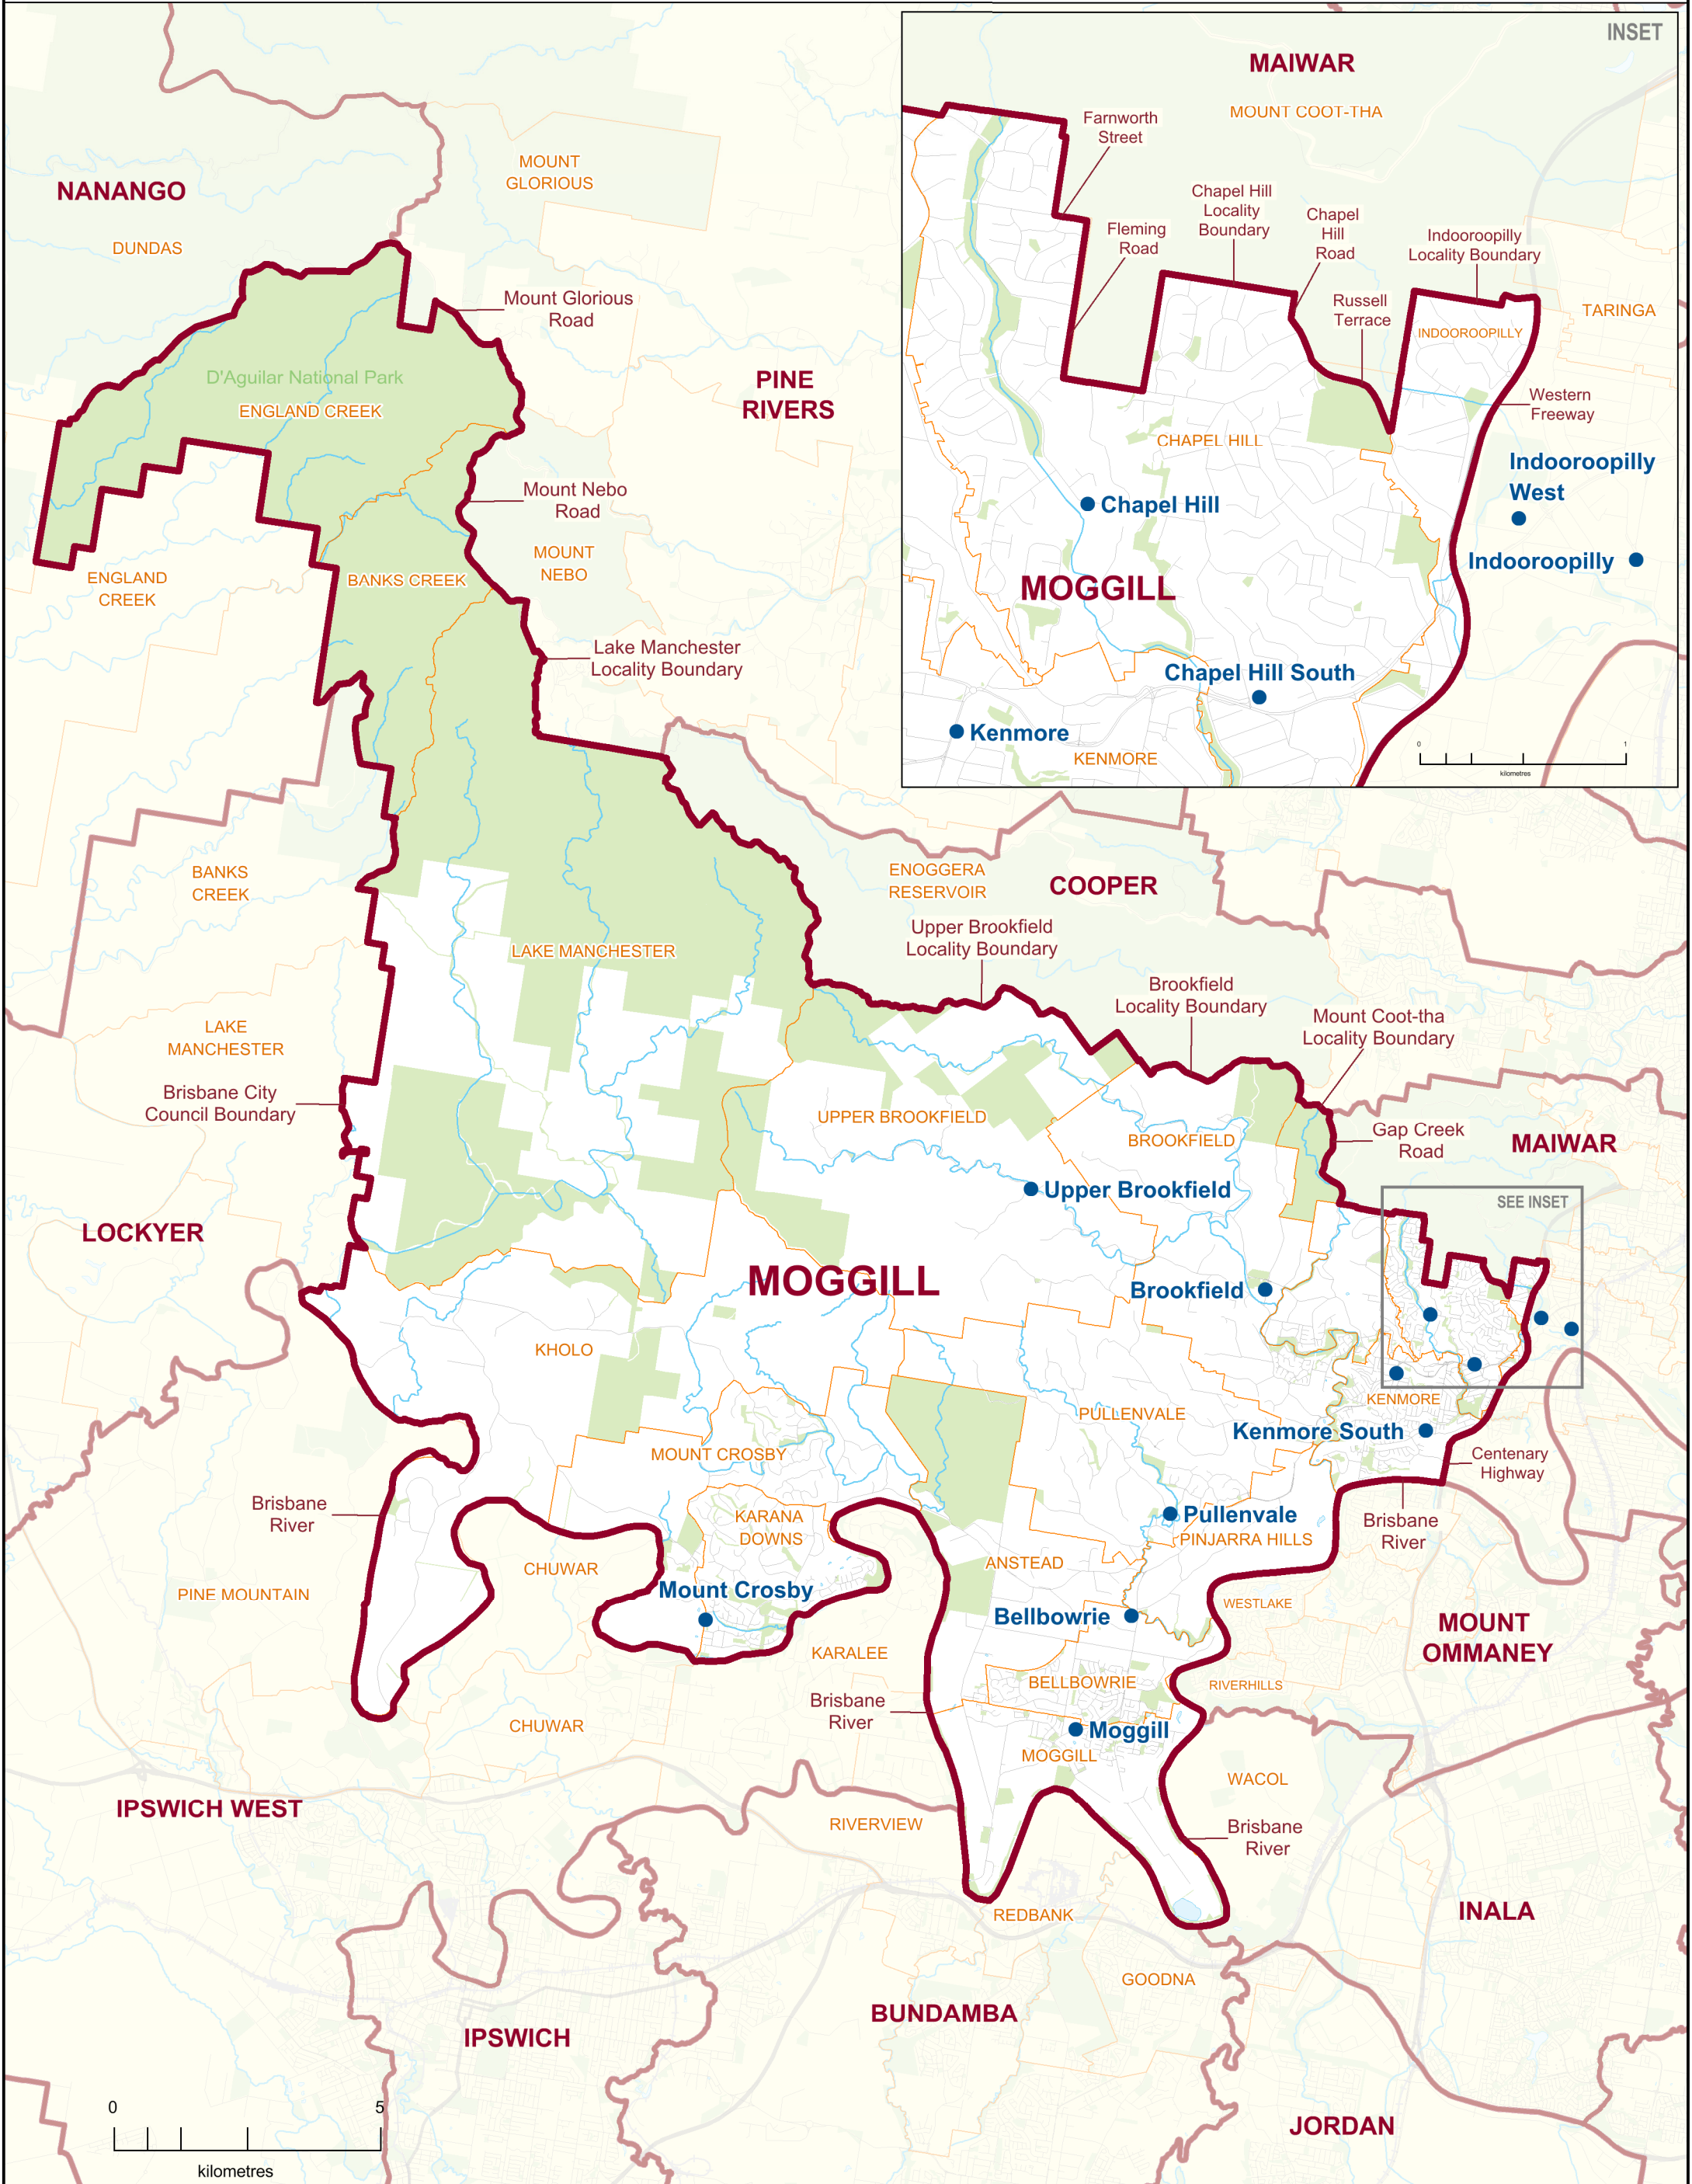 INSET
MAIWAR
MOUNT COOT-THA
Farnworth
Street
Chapel Hill
Locality
Boundary
Fleming
Road
Chapel
Hill
Road
Indooroopilly
Locality Boundary
Russell
Terrace
TARINGA
INDOOROOPILLY
Western
Freeway
CHAPEL HILL
Indooroopilly
West
Chapel Hill
Indooroopilly
MOGGILL
Chapel Hill South
Kenmore
KENMORE
0
1
kilometres
MOUNT
GLORIOUS
NANANGO
DUNDAS
Mount Glorious
Road
D'Aguilar National Park
ENGLAND CREEK
PINE
RIVERS
Mount Nebo
Road
MOUNT
NEBO
ENGLAND
CREEK
BANKS CREEK
Lake Manchester
Locality Boundary
BANKS
CREEK
ENOGGERA
RESERVOIR
COOPER
Upper Brookfield
Locality Boundary
LAKE MANCHESTER
Brookfield
Locality Boundary
Mount Coot-tha
Locality Boundary
LAKE
MANCHESTER
Brisbane City
Council Boundary
UPPER BROOKFIELD
BROOKFIELD
Gap Creek
Road
MAIWAR
Upper Brookfield
SEE INSET
LOCKYER
MOGGILL
Brookfield
KHOLO
KENMORE
PULLENVALE
Kenmore South
MOUNT CROSBY
Centenary
Highway
Brisbane
River
KARANA
DOWNS
Pullenvale
PINJARRA HILLS
Brisbane
River
ANSTEAD
CHUWAR
PINE MOUNTAIN
Mount Crosby
WESTLAKE
Bellbowrie
MOUNT
OMMANEY
KARALEE
BELLBOWRIE
RIVERHILLS
Brisbane
River
CHUWAR
Moggill
MOGGILL
WACOL
IPSWICH WEST
RIVERVIEW
Brisbane
River
REDBANK
INALA
GOODNA
BUNDAMBA
IPSWICH
JORDAN
0
5
kilometres